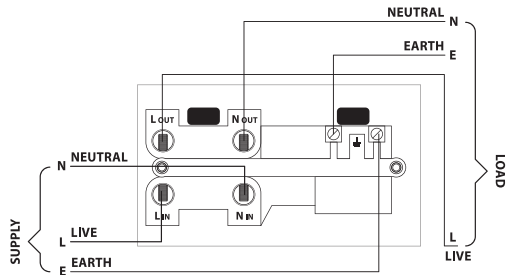 NEUTRAL N
EARTH E
L OUT N OUT
LOAD
N NEUTRAL
SUPPLY
L LIVE
L IN N IN
L
LIVE
E EARTH